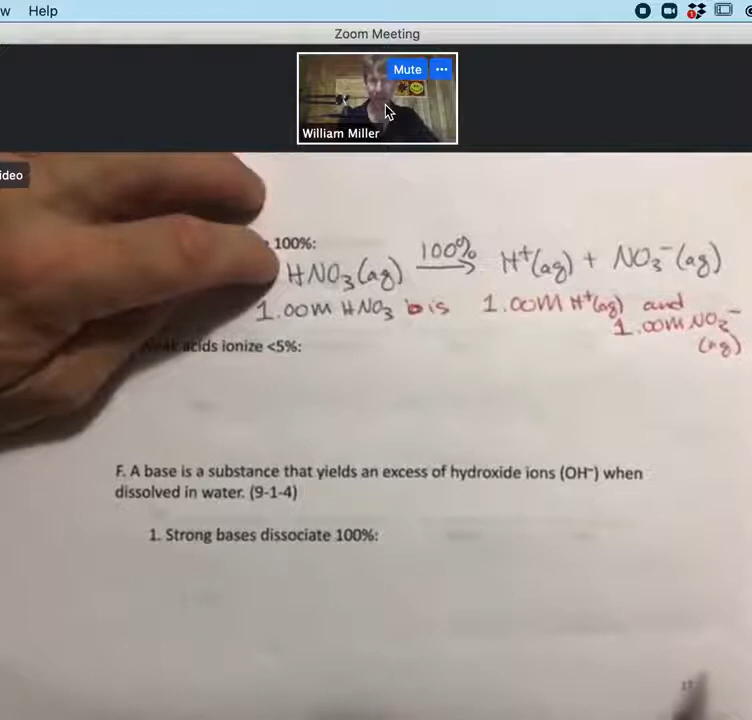 w Help
Zoom Meeting
Mute ...
William Miller
ideo
100%:
HNO₃(aq) 100% → H⁺(aq) + NO₃⁻(aq)
1.00M HNO₃ is 1.00M H⁺(aq) and
1.00M NO₃⁻
(aq)
acids ionize <5%:
F. A base is a substance that yields an excess of hydroxide ions (OH⁻) when
dissolved in water. (9-1-4)
1. Strong bases dissociate 100%: